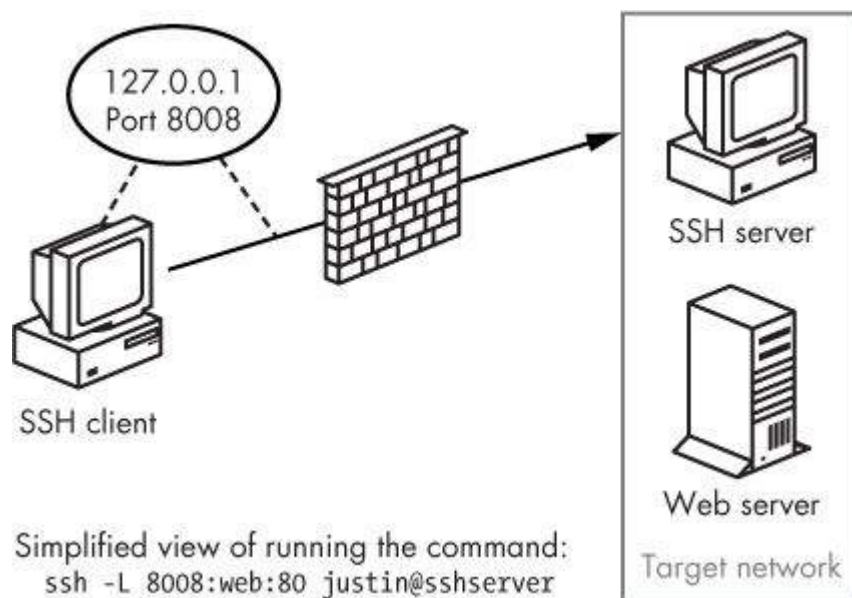 127.0.0.1
Port 8008
SSH server
SSH client
Web server
Simplified view of running the command:
ssh -L 8008:web:80 justin@sshserver
Target network